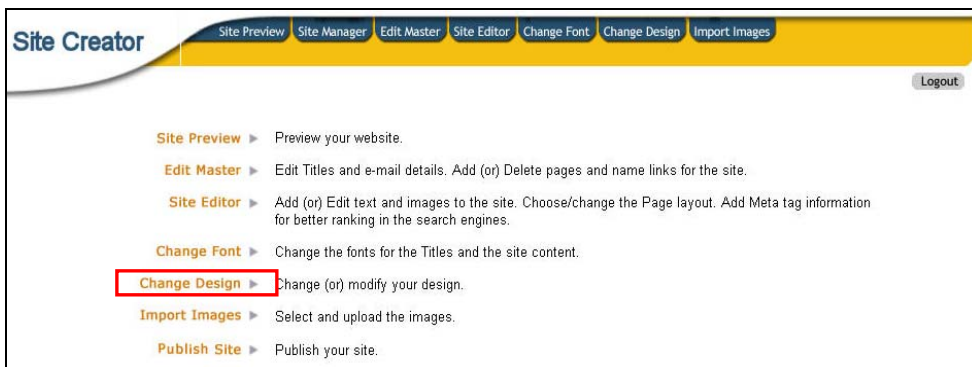 Site Creator
Site Preview Site Manager Edit Master Site Editor Change Font Change Design Import Images
Logout
Site Preview Preview your website.
Edit Master Edit Titles and e-mail details. Add (or) Delete pages and name links for the site.
Site Editor Add (or) Edit text and images to the site. Choose/change the Page layout. Add Meta tag information
for better ranking in the search engines.
Change Font Change the fonts for the Titles and the site content.
Change Design Change (or) modify your design.
Import Images Select and upload the images.
Publish Site Publish your site.